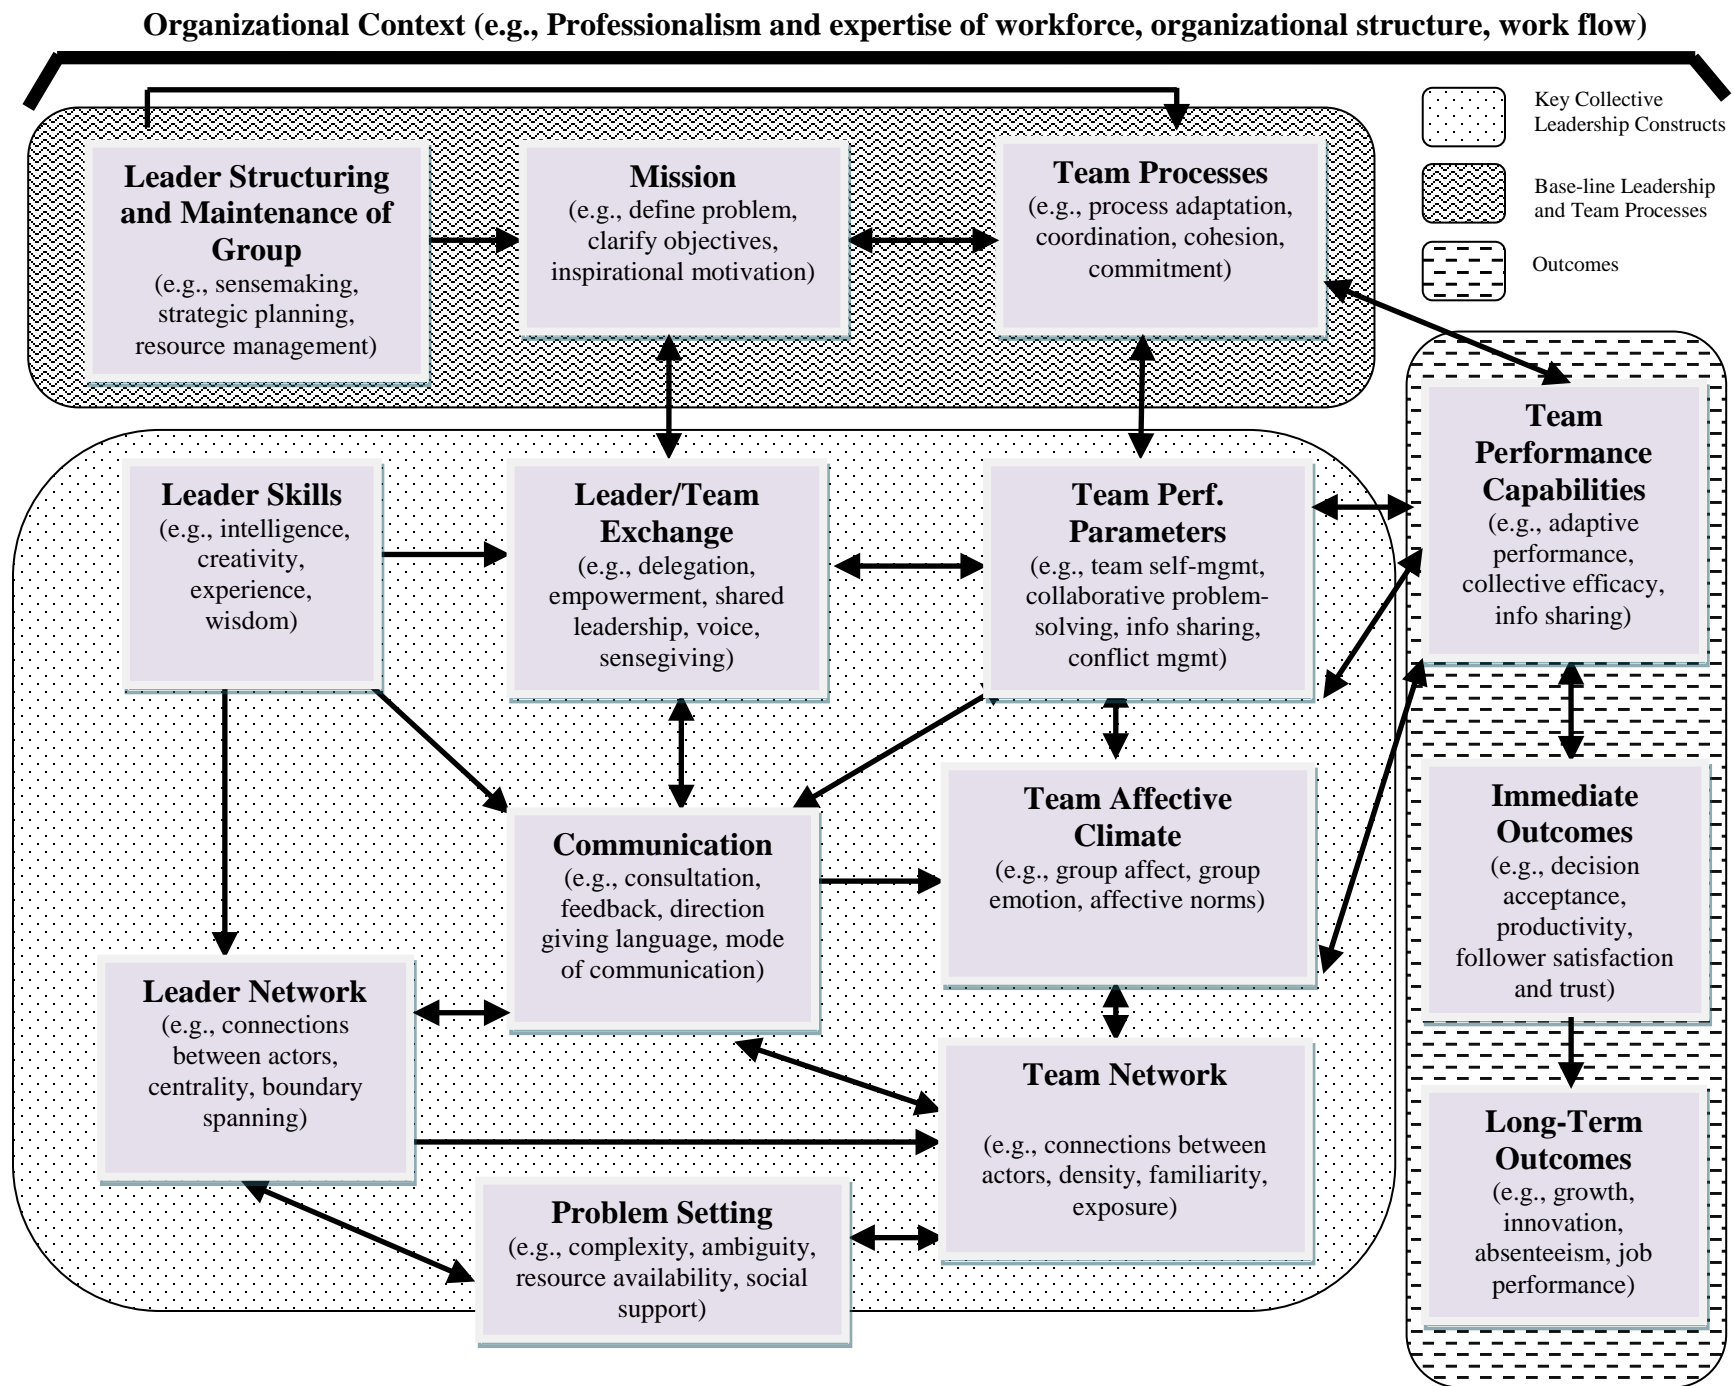 Organizational Context (e.g., Professionalism and expertise of workforce, organizational structure, work flow)
Key Collective
Leadership Constructs
Base-line Leadership
and Team Processes
Outcomes
Leader Structuring
and Maintenance of
Group
(e.g., sensemaking,
strategic planning,
resource management)
Mission
(e.g., define problem,
clarify objectives,
inspirational motivation)
Team Processes
(e.g., process adaptation,
coordination, cohesion,
commitment)
Leader Skills
(e.g., intelligence,
creativity,
experience,
wisdom)
Leader/Team
Exchange
(e.g., delegation,
empowerment, shared
leadership, voice,
sensegiving)
Team Perf.
Parameters
(e.g., team self-mgmt,
collaborative problem-
solving, info sharing,
conflict mgmt)
Team
Performance
Capabilities
(e.g., adaptive
performance,
collective efficacy,
info sharing)
Communication
(e.g., consultation,
feedback, direction
giving language, mode
of communication)
Team Affective
Climate
(e.g., group affect, group
emotion, affective norms)
Immediate
Outcomes
(e.g., decision
acceptance,
productivity,
follower satisfaction
and trust)
Leader Network
(e.g., connections
between actors,
centrality, boundary
spanning)
Team Network
(e.g., connections between
actors, density, familiarity,
exposure)
Problem Setting
(e.g., complexity, ambiguity,
resource availability, social
support)
Long-Term
Outcomes
(e.g., growth,
innovation,
absenteeism, job
performance)